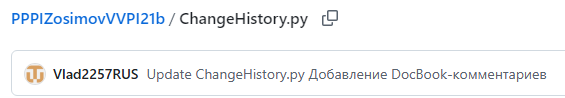 PPPIZosimovVVPI21b / ChangeHistory.py
Vlad2257RUS Update ChangeHistory.py Добавление DocBook-комментариев